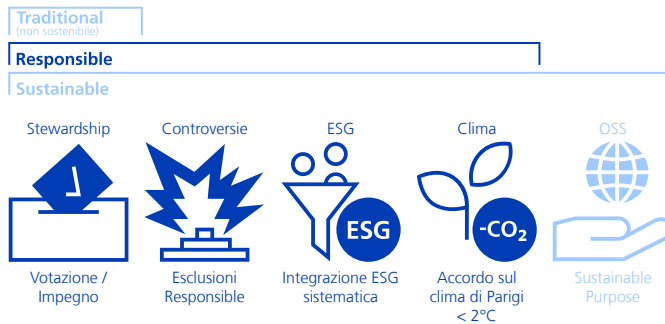 Traditional
(non sostenibile)
Responsible
Sustainable
Stewardship
Controversie
ESG
Clima
OSS
ESG
-CO₂
Votazione /
Impegno
Esclusioni
Responsible
Integrazione ESG
sistematica
Accordo sul
clima di Parigi
< 2°C
Sustainable
Purpose